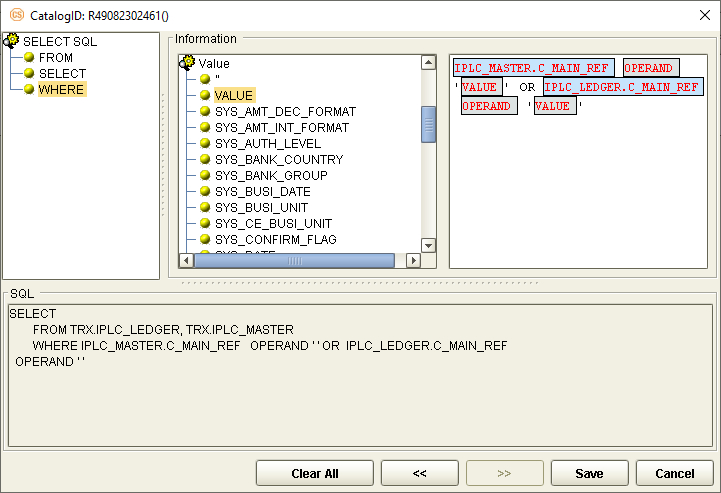 CatalogID: R49082302461()
SELECT SQL
FROM
SELECT
WHERE
Information
Value
"
VALUE
SYS_AMT_DEC_FORMAT
SYS_AMT_INT_FORMAT
SYS_AUTH_LEVEL
SYS_BANK_COUNTRY
SYS_BANK_GROUP
SYS_BUSI_DATE
SYS_BUSI_UNIT
SYS_CE_BUSI_UNIT
SYS_CONFIRM_FLAG
IPLC_MASTER.C_MAIN_REF OPERAND
'VALUE' OR IPLC_LEDGER.C_MAIN_REF
OPERAND 'VALUE'
SQL
SELECT
FROM TRX.IPLC_LEDGER, TRX.IPLC_MASTER
WHERE IPLC_MASTER.C_MAIN_REF OPERAND ' ' OR IPLC_LEDGER.C_MAIN_REF
OPERAND ' '
Clear All << >> Save Cancel